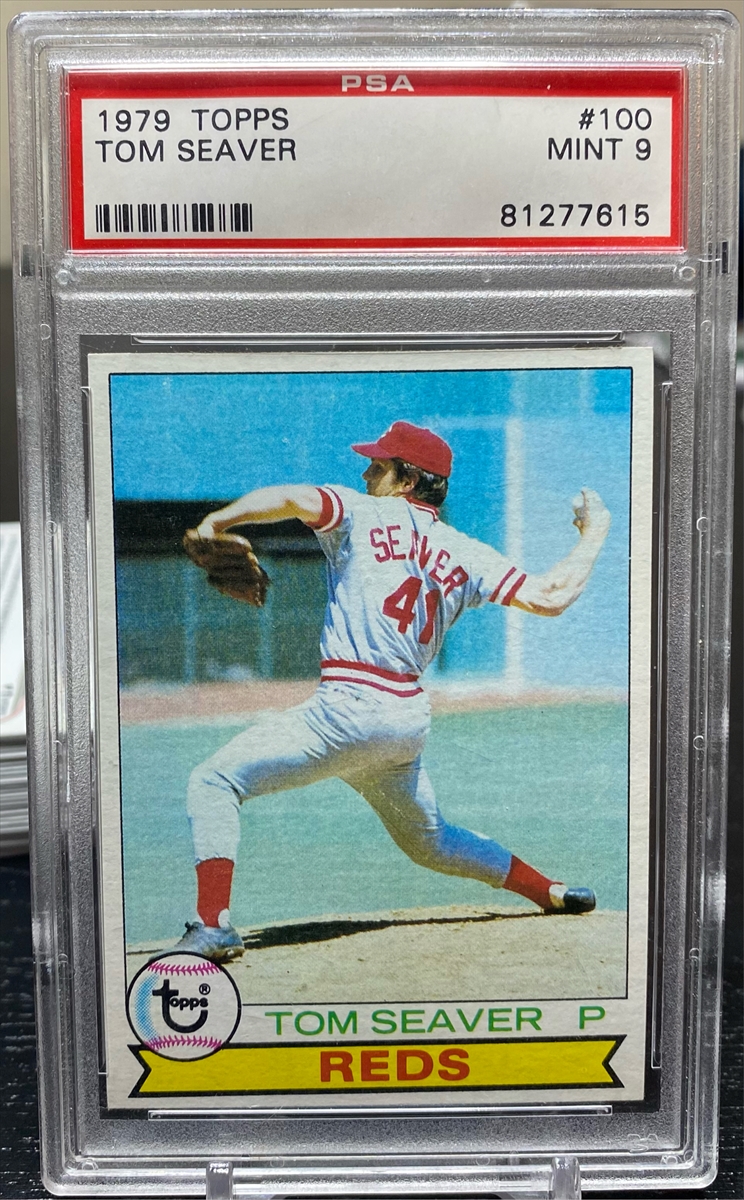 PSA
1979 TOPPS #100
TOM SEAVER MINT 9
81277615
SEAVER
41
topps®
TOM SEAVER P
REDS